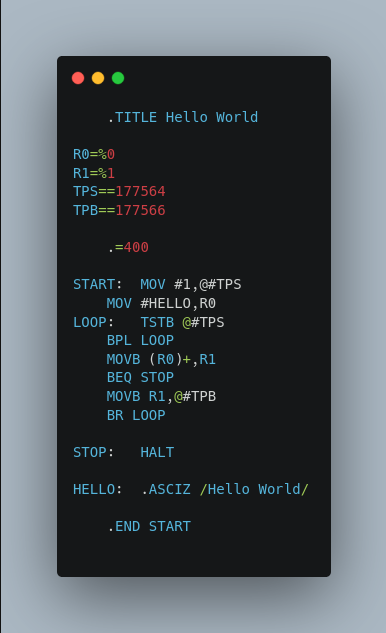 .TITLE Hello World
R0=%0
R1=%1
TPS==177564
TPB==177566
.=400
START:  MOV #1,@#TPS
MOV #HELLO,R0
LOOP:   TSTB @#TPS
BPL LOOP
MOVB (R0)+,R1
BEQ STOP
MOVB R1,@#TPB
BR LOOP
STOP:   HALT
HELLO:  .ASCIZ /Hello World/
.END START